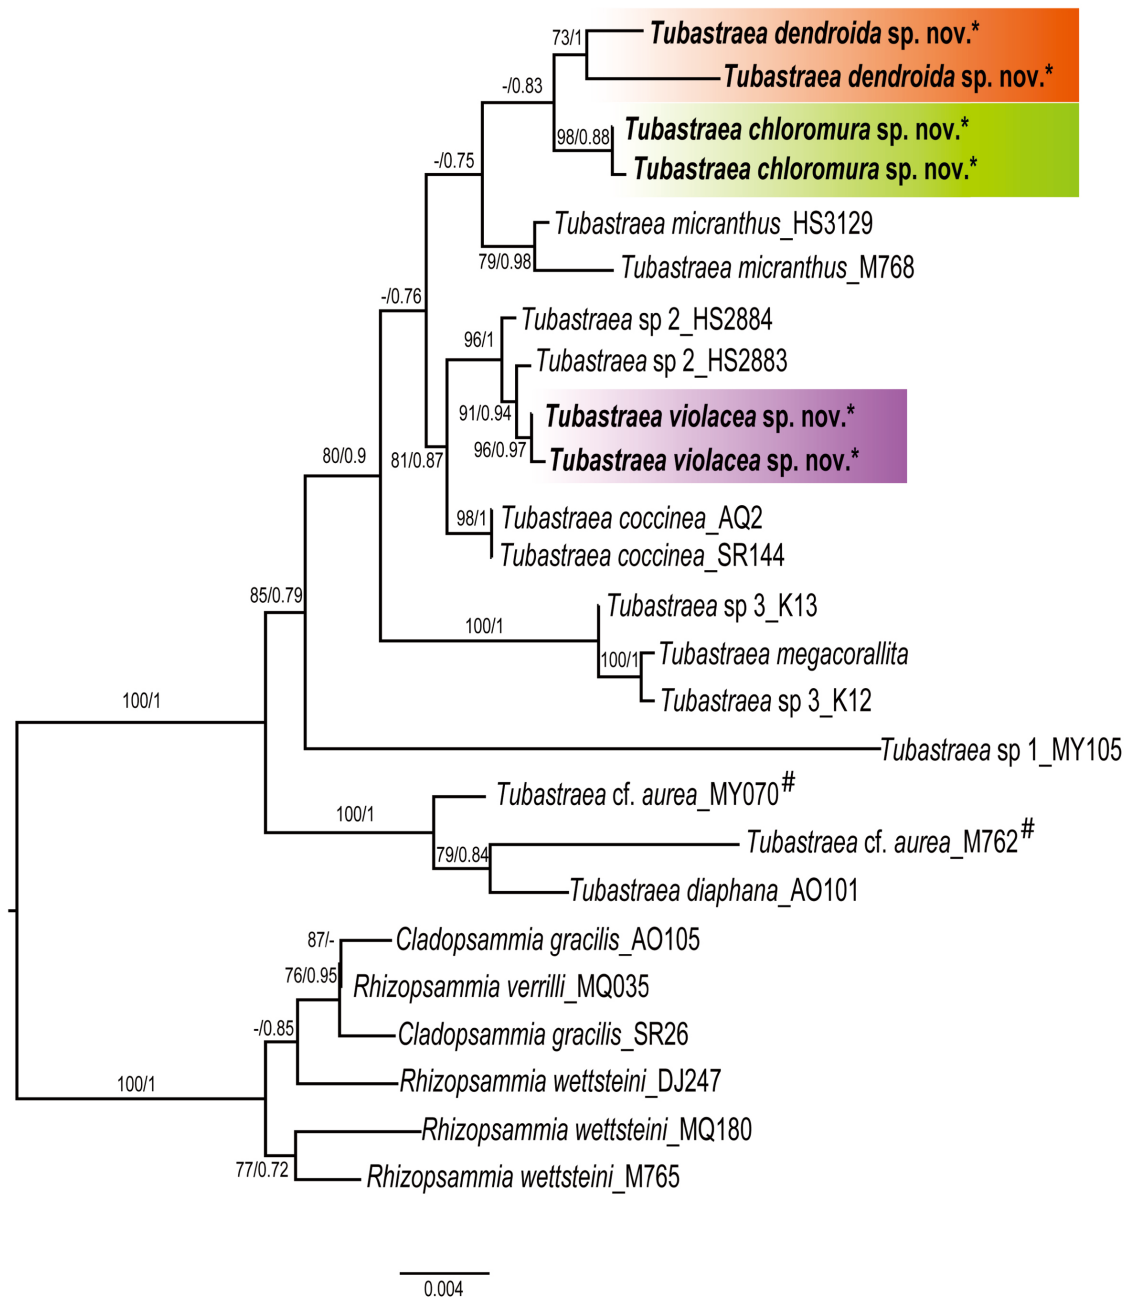 73/1
Tubastraea dendroida sp. nov.*
Tubastraea dendroida sp. nov.*
-/0.83
Tubastraea chloromura sp. nov.*
98/0.88
Tubastraea chloromura sp. nov.*
-/0.75
Tubastraea micranthus_HS3129
79/0.98
Tubastraea micranthus_M768
-/0.76
Tubastraea sp 2_HS2884
96/1
Tubastraea sp 2_HS2883
91/0.94
Tubastraea violacea sp. nov.*
96/0.97
Tubastraea violacea sp. nov.*
80/0.9
81/0.87
98/1
Tubastraea coccinea_AQ2
Tubastraea coccinea_SR144
85/0.79
Tubastraea sp 3_K13
100/1
100/1
Tubastraea megacorallita
Tubastraea sp 3_K12
100/1
Tubastraea sp 1_MY105
Tubastraea cf. aurea_MY070#
100/1
Tubastraea cf. aurea_M762#
79/0.84
Tubastraea diaphana_AO101
87/-
Cladopsammia gracilis_AO105
76/0.95
Rhizopsammia verrilli_MQ035
-/0.85
Cladopsammia gracilis_SR26
100/1
Rhizopsammia wettsteini_DJ247
Rhizopsammia wettsteini_MQ180
77/0.72
Rhizopsammia wettsteini_M765
0.004